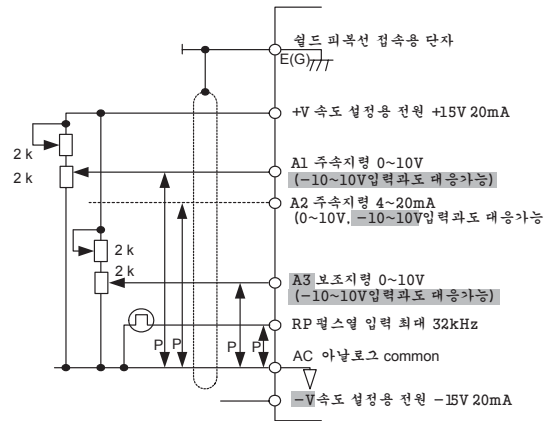 쉴드 피복선 접속용 단자
E(G)
+V 속도 설정용 전원 +15V 20mA
2 k
2 k
A1 주속지령 0~10V
(-10~10V입력과도 대응가능)
A2 주속지령 4~20mA
(0~10V, -10~10V입력과도 대응가능
2 k
2 k
A3 보조지령 0~10V
(-10~10V입력과도 대응가능)
RP 펄스열 입력 최대 32kHz
P
P
P
P
AC 아날로그 common
-V속도 설정용 전원 -15V 20mA